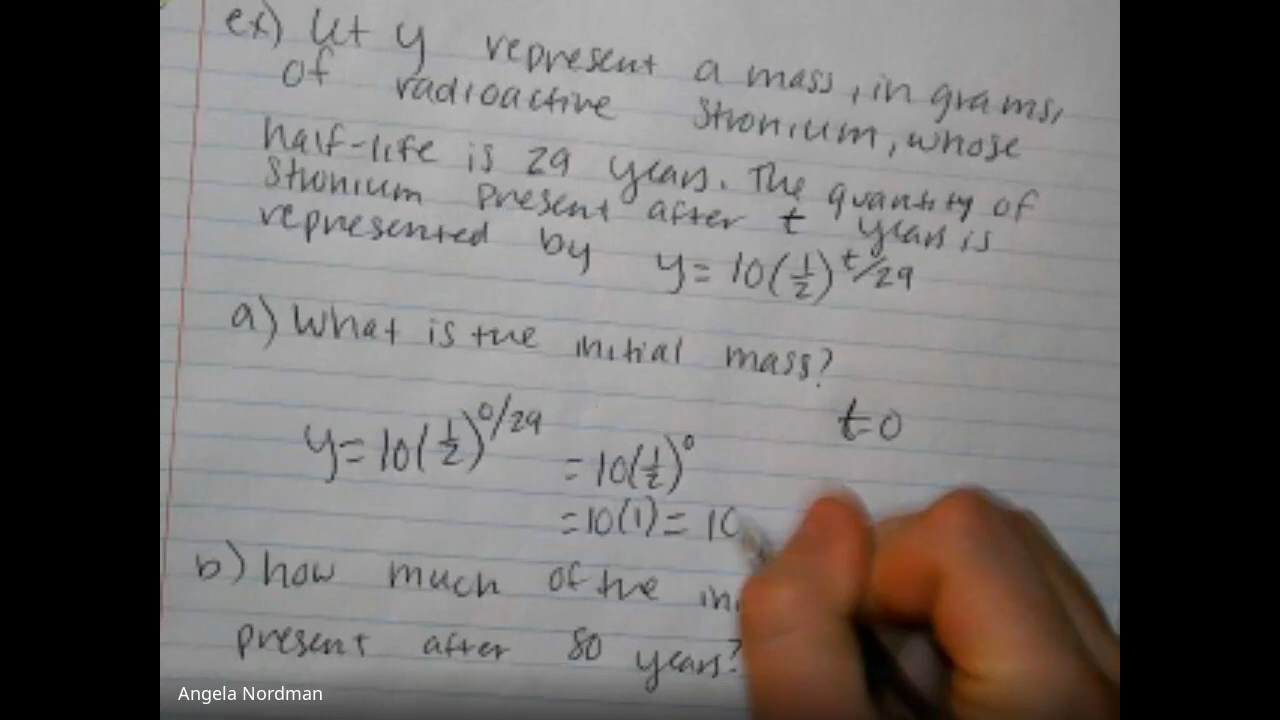 ex) Let y represent a mass, in grams,
of radioactive Stronium, whose
half-life is 29 years. The quantity of
Stronium present after t years is
represented by y = 10(1/2)^t/29
a) What is the initial mass?
t=0
y = 10(1/2)^0/29 = 10(1/2)^0
= 10(1) = 10
b) how much of the
present after 80 years?
Angela Nordman